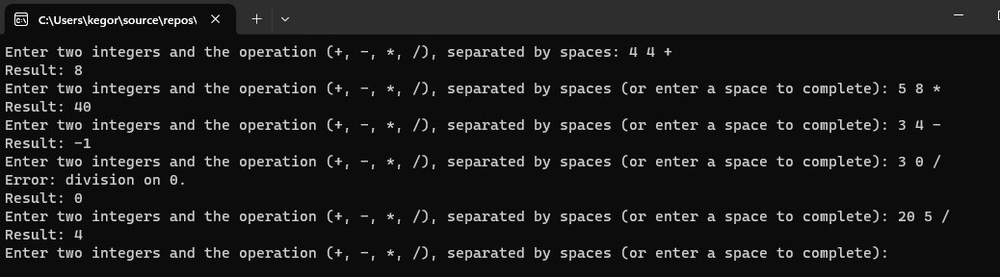 C:\Users\kegor\source\repos\
Enter two integers and the operation (+, -, *, /), separated by spaces: 4 4 +
Result: 8
Enter two integers and the operation (+, -, *, /), separated by spaces (or enter a space to complete): 5 8 *
Result: 40
Enter two integers and the operation (+, -, *, /), separated by spaces (or enter a space to complete): 3 4 -
Result: -1
Enter two integers and the operation (+, -, *, /), separated by spaces (or enter a space to complete): 3 0 /
Error: division on 0.
Result: 0
Enter two integers and the operation (+, -, *, /), separated by spaces (or enter a space to complete): 20 5 /
Result: 4
Enter two integers and the operation (+, -, *, /), separated by spaces (or enter a space to complete):